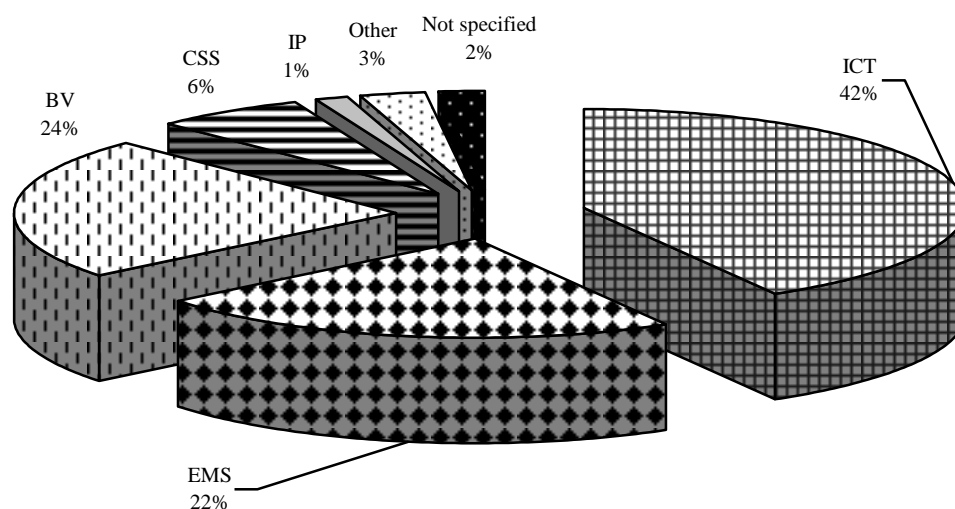 Not specified
2%
Other
3%
IP
1%
CSS
6%
BV
24%
ICT
42%
EMS
22%